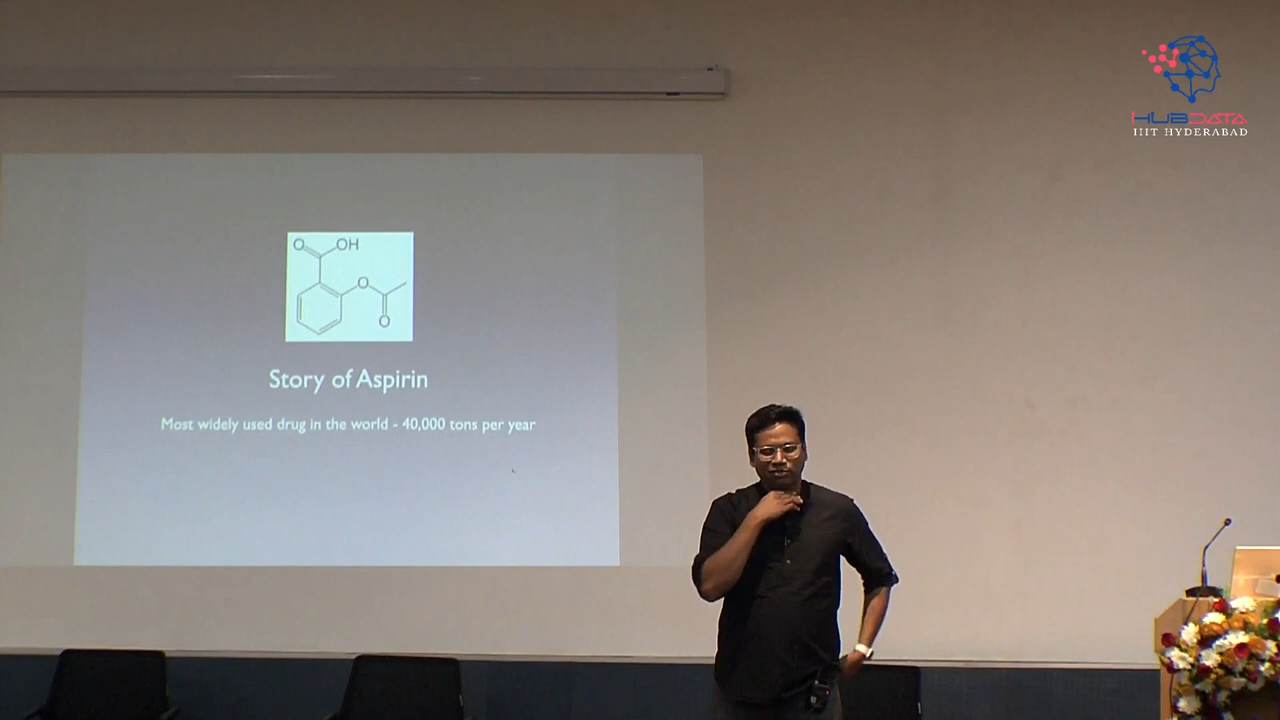 HUBDATA
IIIT HYDERABAD
O OH
O
O
Story of Aspirin
Most widely used drug in the world - 40,000 tons per year